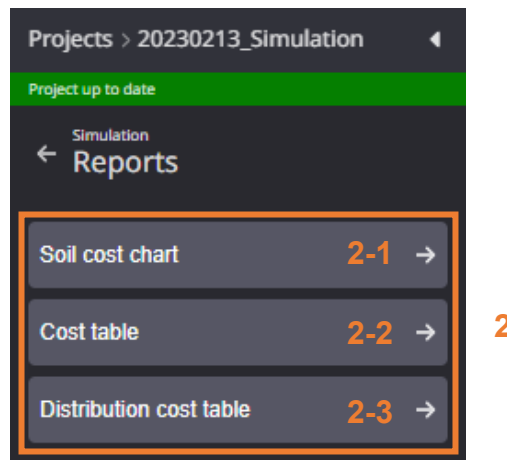 Projects > 20230213_Simulation
Project up to date
Simulation
← Reports
Soil cost chart 2-1 →
Cost table 2-2 →
2
Distribution cost table 2-3 →